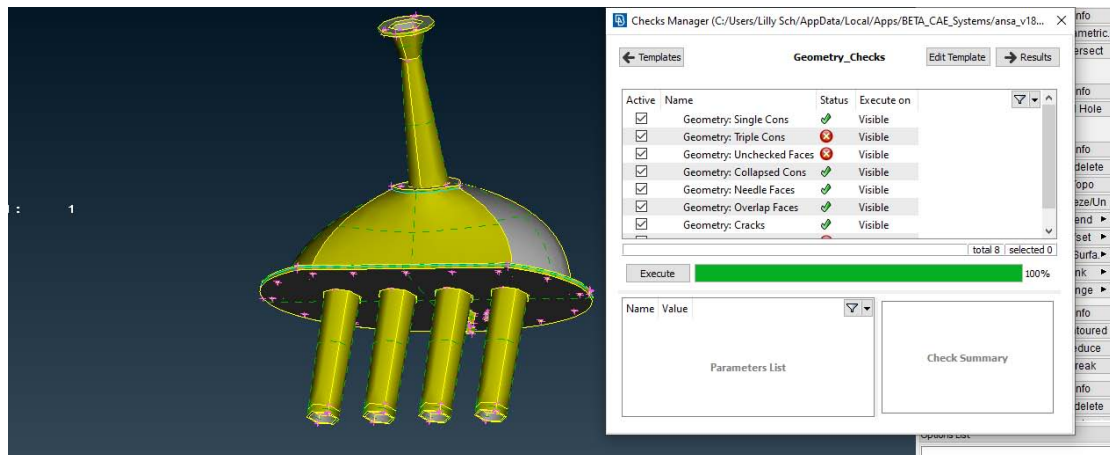 Checks Manager (C:/Users/Lilly Sch/AppData/Local/Apps/BETA_CAE_Systems/ansa_v18...
Templates
Geometry_Checks
Edit Template
Results
Active Name Status Execute on
Geometry: Single Cons Visible
Geometry: Triple Cons Visible
Geometry: Unchecked Faces Visible
Geometry: Collapsed Cons Visible
Geometry: Needle Faces Visible
Geometry: Overlap Faces Visible
Geometry: Cracks Visible
total 8 selected 0
Execute
100%
Name Value
Parameters List
Check Summary
: 1
nfo
ametric.
ersect
nfo
Hole
nfo
delete
opo
eze/Un
end
set
Surfa.
nk
nge
nfo
toured
educe
reak
nfo
delete
Options List